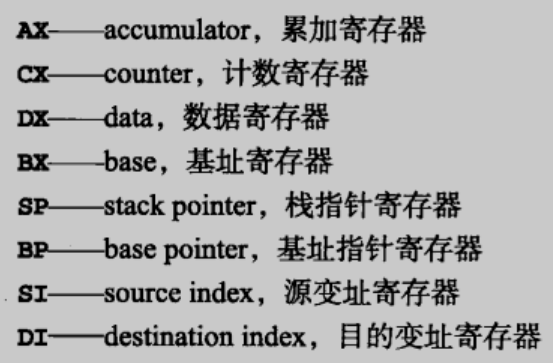 AX——accumulator，累加寄存器
CX——counter，计数寄存器
DX——data，数据寄存器
BX——base，基址寄存器
SP——stack pointer，栈指针寄存器
BP——base pointer，基址指针寄存器
SI——source index，源变址寄存器
DI——destination index，目的变址寄存器